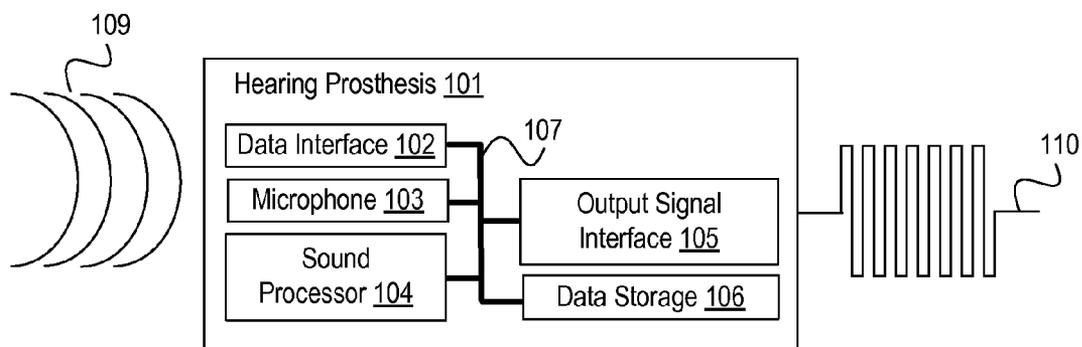 109
Hearing Prosthesis 101
Data Interface 102
107
110
Microphone 103
Output Signal
Interface 105
Sound
Processor 104
Data Storage 106